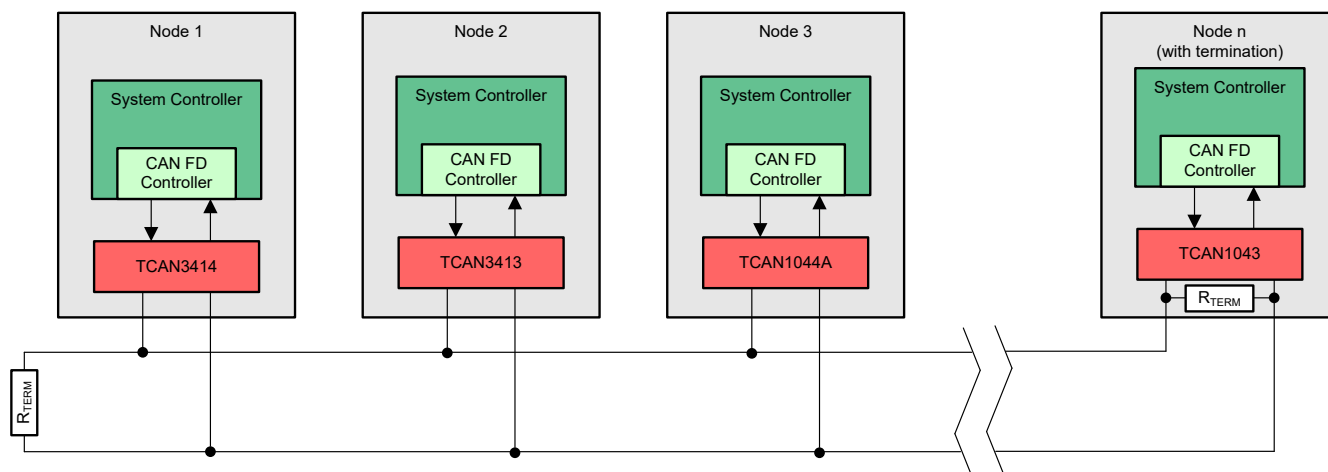 Node 1
System Controller
CAN FD
Controller
TCAN3414
Node 2
System Controller
CAN FD
Controller
TCAN3413
Node 3
System Controller
CAN FD
Controller
TCAN1044A
Node n
(with termination)
System Controller
CAN FD
Controller
TCAN1043
RTERM
RTERM